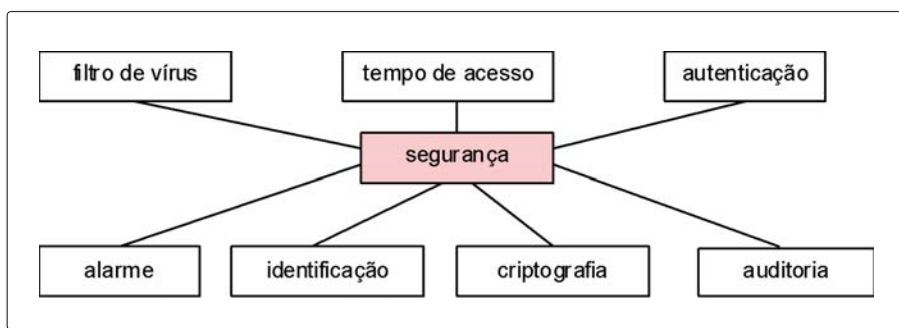 filtro de vírus
tempo de acesso
autenticação
segurança
alarme
identificação
criptografia
auditoria